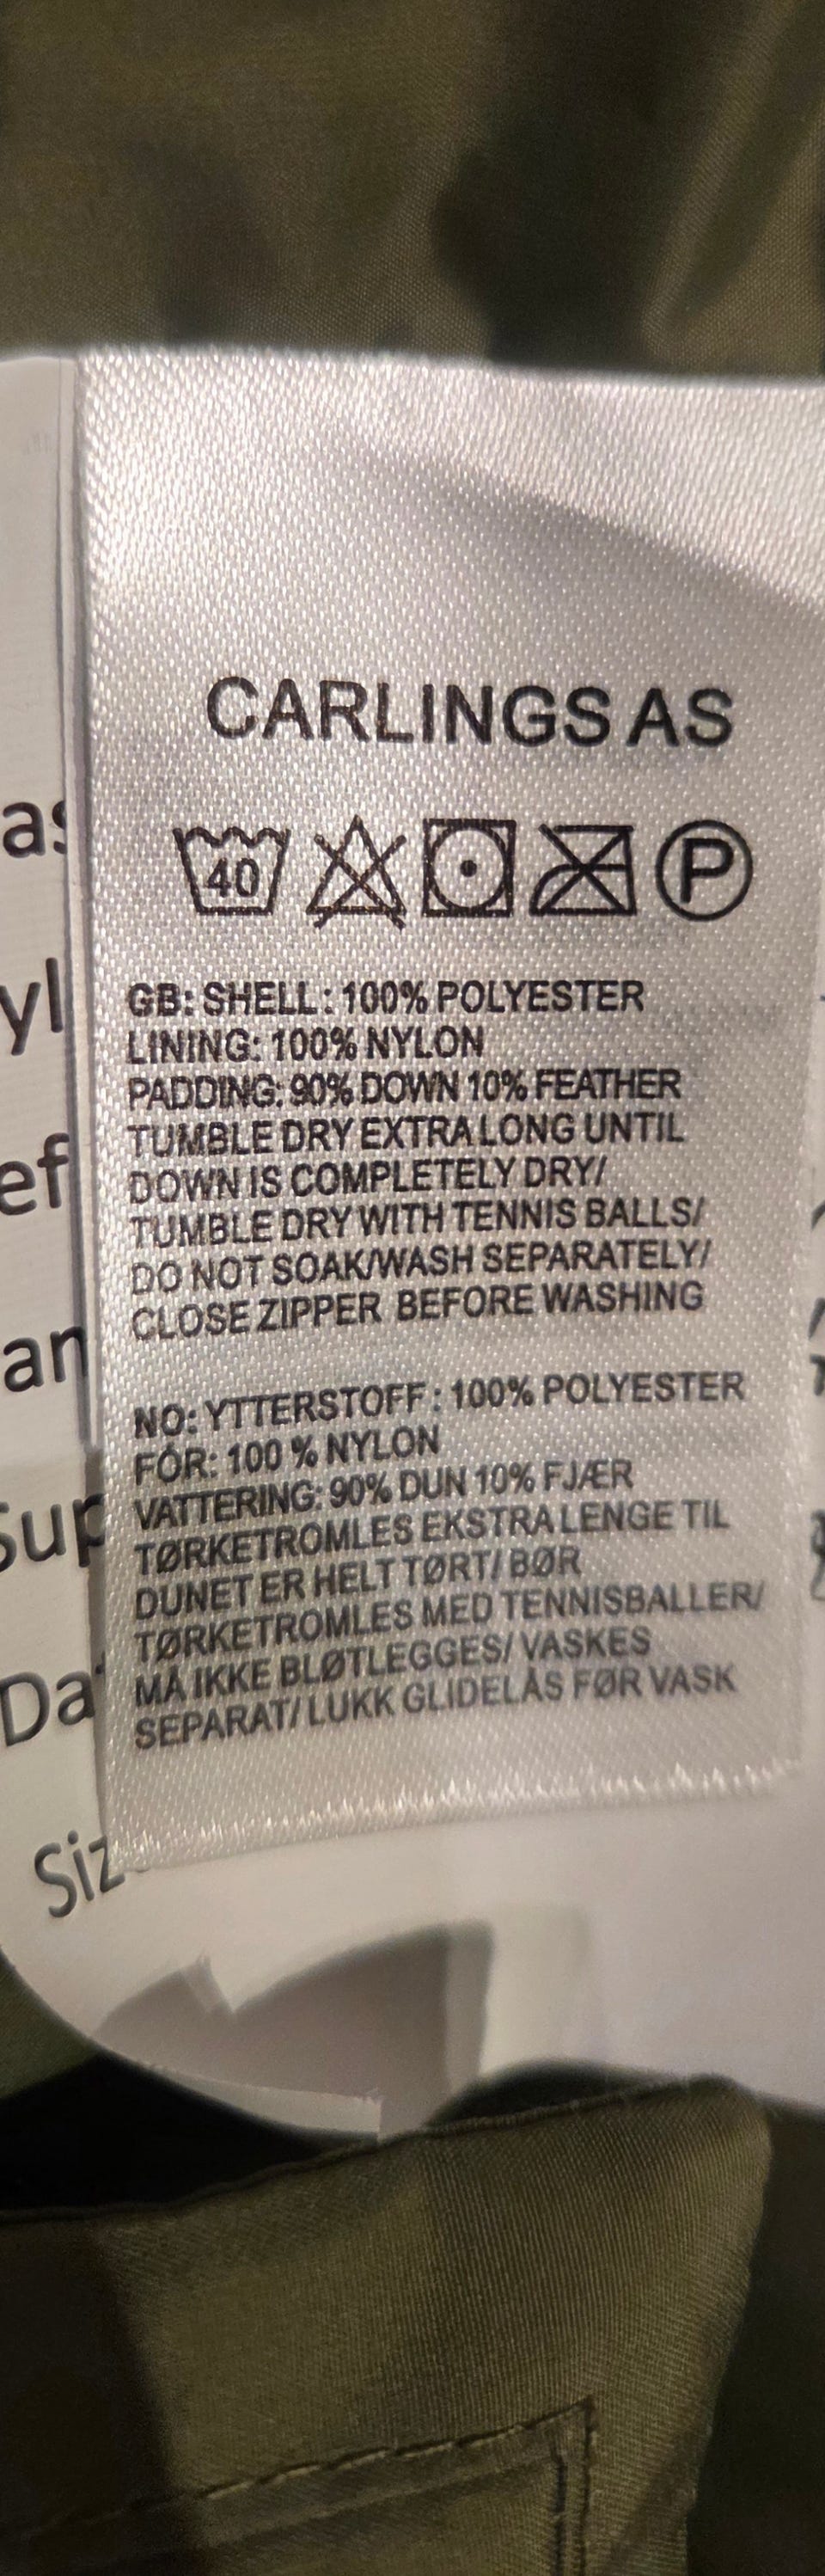 CARLINGS AS
40 P
GB: SHELL: 100% POLYESTER
LINING: 100% NYLON
PADDING: 90% DOWN 10% FEATHER
TUMBLE DRY EXTRA LONG UNTIL
DOWN IS COMPLETELY DRY/
TUMBLE DRY WITH TENNIS BALLS/
DO NOT SOAK/WASH SEPARATELY/
CLOSE ZIPPER BEFORE WASHING
NO: YTTERSTOFF: 100% POLYESTER
FÓR: 100 % NYLON
VATTERING: 90% DUN 10% FJÆR
TØRKETROMLES EKSTRA LENGE TIL
DUNET ER HELT TØRT/ BØR
TØRKETROMLES MED TENNISBALLER/
MÅ IKKE BLØTLEGGES/ VASKES
SEPARAT/ LUKK GLIDELÅS FØR VASK